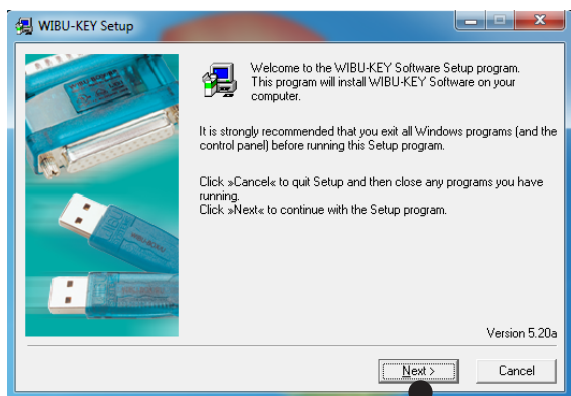 WIBU-KEY Setup
Welcome to the WIBU-KEY Software Setup program.
This program will install WIBU-KEY Software on your
computer.
It is strongly recommended that you exit all Windows programs (and the
control panel) before running this Setup program.
Click »Cancel« to quit Setup and then close any programs you have
running.
Click »Next« to continue with the Setup program.
Version 5.20a
Next >
Cancel